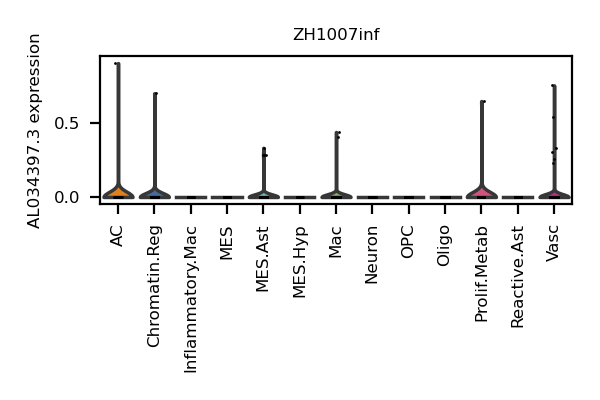 ZH1007inf
AL034397.3 expression
0.5
0.0
AC
Chromatin.Reg
Inflammatory.Mac
MES
MES.Ast
MES.Hyp
Mac
Neuron
OPC
Oligo
Prolif.Metab
Reactive.Ast
Vasc